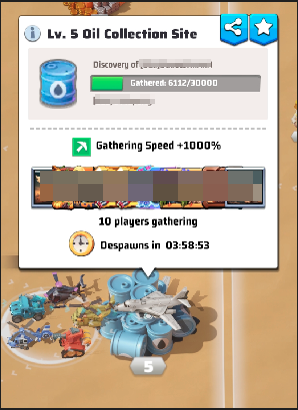 Lv. 5 Oil Collection Site
Discovery of
Gathered: 6112/30000
Gathering Speed +1000%
10 players gathering
Despawns in 03:58:53
5